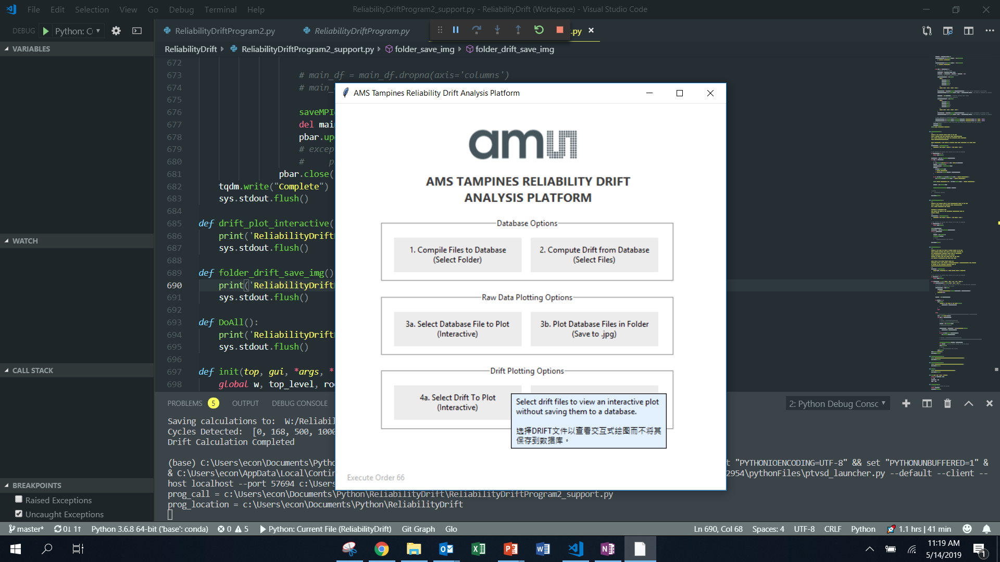 File Edit Selection View Go Debug Terminal Help
ReliabilityDriftProgram2_support.py - ReliabilityDrift (Workspace) - Visual Studio Code
DEBUG Python: C
ReliabilityDriftProgram2.py
ReliabilityDriftProgram.py
.py
VARIABLES
ReliabilityDrift ReliabilityDriftProgram2_support.py folder_save_img folder_drift_save_img
672
673 # main_df = main_df.dropna(axis='columns')
674 # main_
675
676 saveMPI
677 del mai
678 pbar.up
679 # excep
680 # p
681 pbar.close(
682 tqdm.write("Complete")
683 sys.stdout.flush()
684
685 def drift_plot_interactive(
686 print('ReliabilityDrift
687 sys.stdout.flush()
688
689 def folder_drift_save_img()
690 print('ReliabilityDrift
691 sys.stdout.flush()
692
693 def DoAll():
694 print('ReliabilityDrift
695 sys.stdout.flush()
696
697 def init(top, gui, *args, *
698 global w, top_level, ro
WATCH
CALL STACK
BREAKPOINTS
Raised Exceptions
Uncaught Exceptions
AMS Tampines Reliability Drift Analysis Platform
am
AMS TAMPINES RELIABILITY DRIFT
ANALYSIS PLATFORM
Database Options
1. Compile Files to Database
(Select Folder)
2. Compute Drift from Database
(Select Files)
Raw Data Plotting Options
3a. Select Database File to Plot
(Interactive)
3b. Plot Database Files in Folder
(Save to .jpg)
Drift Plotting Options
4a. Select Drift To Plot
(Interactive)
Select drift files to view an interactive plot
without saving them to a database.
选择DRIFT文件以查看交互式绘图而不将其
保存到数据库。
Execute Order 66
PROBLEMS 5 OUTPUT DEBUG CONSOLE
2: Python Debug Consc
Saving calculations to: W:/Reliabil
Cycles Detected: [0, 168, 500, 1000
Drift Calculation Completed
(base) C:\Users\econ\Documents\Pytho t "PYTHONIOENCODING=UTF-8" && set "PYTHONUNBUFFERED=1" &
& C:\Users\econ\AppData\Local\Contin 2954\pythonFiles\ptvsd_launcher.py --default --client --
host localhost --port 57694 c:\Users
prog_call = c:\Users\econ\Documents\Python\ReliabilityDrift\ReliabilityDriftProgram2_support.py
prog_location = c:\Users\econ\Documents\Python\ReliabilityDrift
master* 0↓ 1↑ Python 3.6.8 64-bit ('base': conda) 0 5 Python: Current File (ReliabilityDrift) Git Graph Glo
Ln 690, Col 68 Spaces: 4 UTF-8 CRLF Python 1.1 hrs | 41 min
11:19 AM
5/14/2019
1